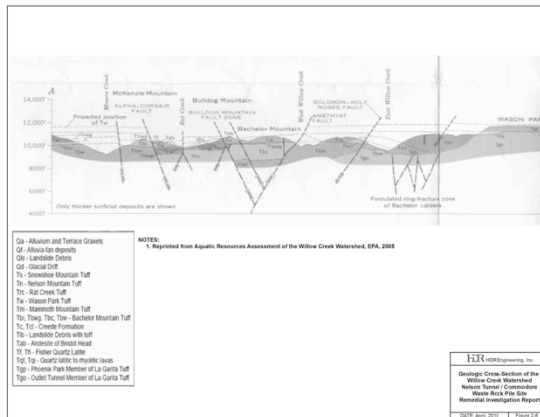 A
McKenzie Mountain
Bulldog Mountain
ALPHA-CORSAIR
FAULT
BULLDOG MOUNTAIN
FAULT ZONE
West Willow Creek
SOLOMON-HOLY
MOSES FAULT
AMETHYST
FAULT
East Willow Creek
Miners Creek
Rat Creek
WASON PAR
14,000'
12,000'
10,000'
8000'
6000'
Projected position
of Tw
Bachelor Mountain
Only thicker surficial deposits are shown
Postulated ring-fracture zone
of Bachelor caldera
Qa - Alluvium and Terrace Gravels
Qf - Alluvia-fan deposits
Qls - Landslide Debris
Qd - Glacial Drift
Ts - Snowshoe Mountain Tuff
Tn - Nelson Mountain Tuff
Trc - Rat Creek Tuff
Tw - Wason Park Tuff
Tm - Mammoth Mountain Tuff
Tbi, Tbwg, Tbc, Tbw - Bachelor Mountain Tuff
Tc, Tct - Creede Formation
Tlb - Landslide Debris with tuff
Tab - Andesite of Bristol Head
Tf, Tfi - Fisher Quartz Latite
Tqf, Tqi - Quartz latitic to rhyolitic lavas
Tgp - Phoenix Park Member of La Garita Tuff
Tgo - Outlet Tunnel Member of La Garita Tuff
NOTES:
1. Reprinted from Aquatic Resources Assessment of the Willow Creek Watershed, EPA, 2005
HDR HDR Engineering, Inc.
Geologic Cross-Section of the
Willow Creek Watershed
Nelson Tunnel / Commodore
Waste Rock Pile Site
Remedial Investigation Report
DATE: April, 2011
Figure 2-6